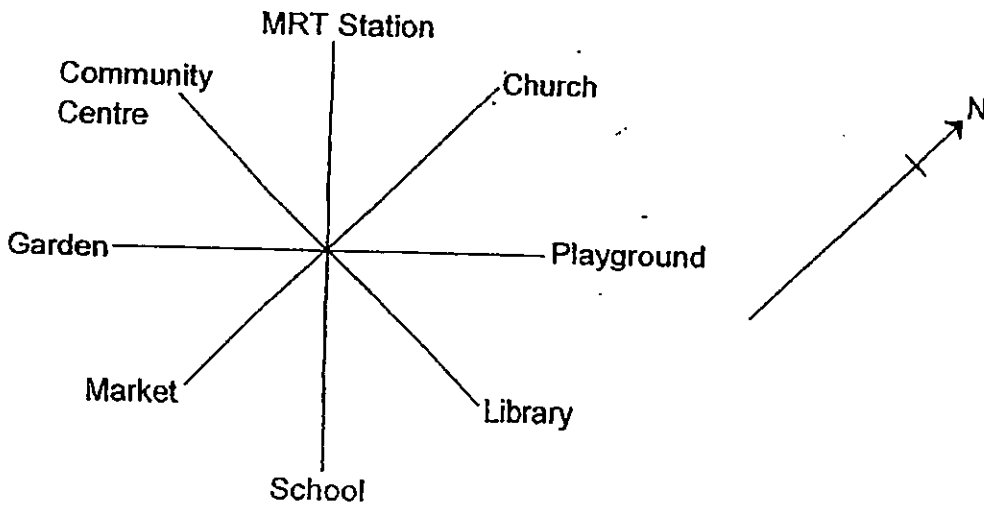 MRT Station
Community
Centre
Church
N
Garden
Playground
Market
Library
School